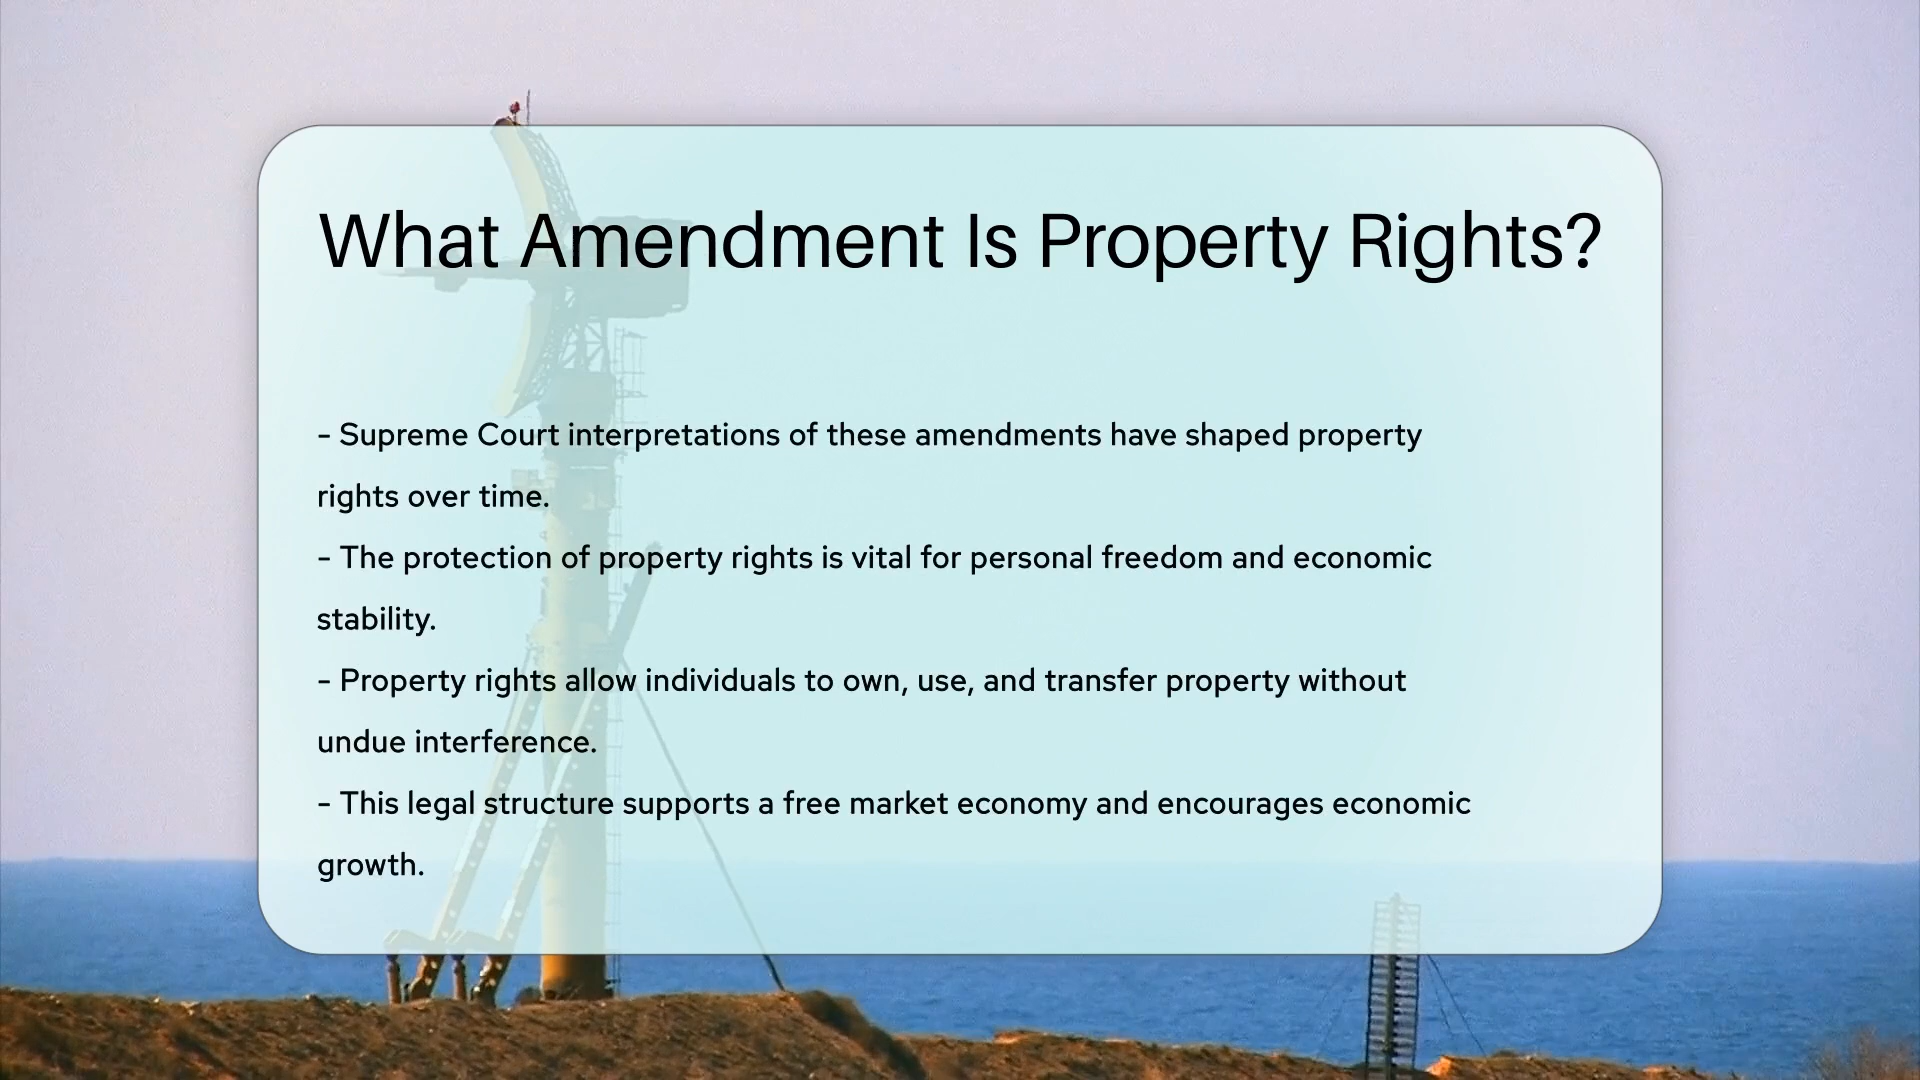 What Amendment Is Property Rights?
- Supreme Court interpretations of these amendments have shaped property
rights over time.
- The protection of property rights is vital for personal freedom and economic
stability.
- Property rights allow individuals to own, use, and transfer property without
undue interference.
- This legal structure supports a free market economy and encourages economic
growth.